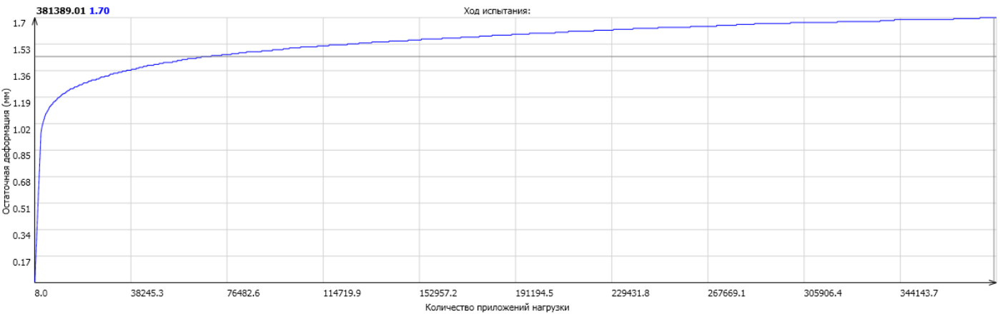 381389.01 1.70
Ход испытания:
1.7
1.53
1.36
1.19
1.02
0.85
0.68
0.51
0.34
0.17
Остаточная деформация (мм)
8.0 38245.3 76482.6 114719.9 152957.2 191194.5 229431.8 267669.1 305906.4 344143.7
Количество приложений нагрузки